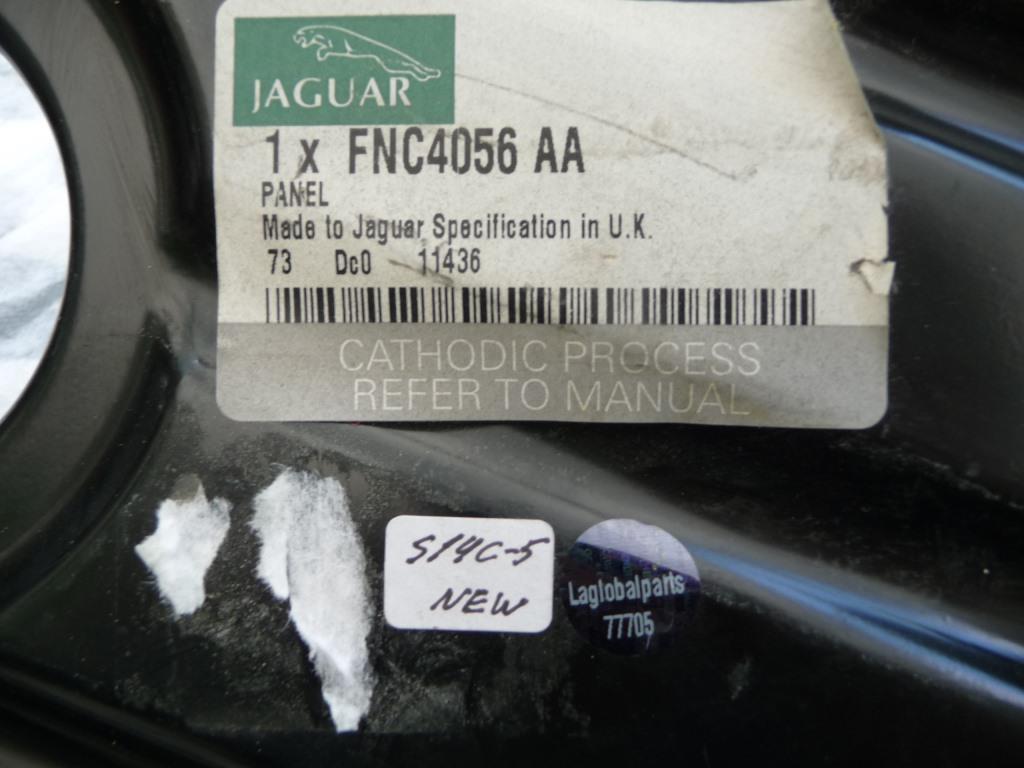 JAGUAR
1 x FNC4056 AA
PANEL
Made to Jaguar Specification in U.K.
73 Dc0 11436
CATHODIC PROCESS
REFER TO MANUAL
S14C-5
NEW
Laglobalparts
77705